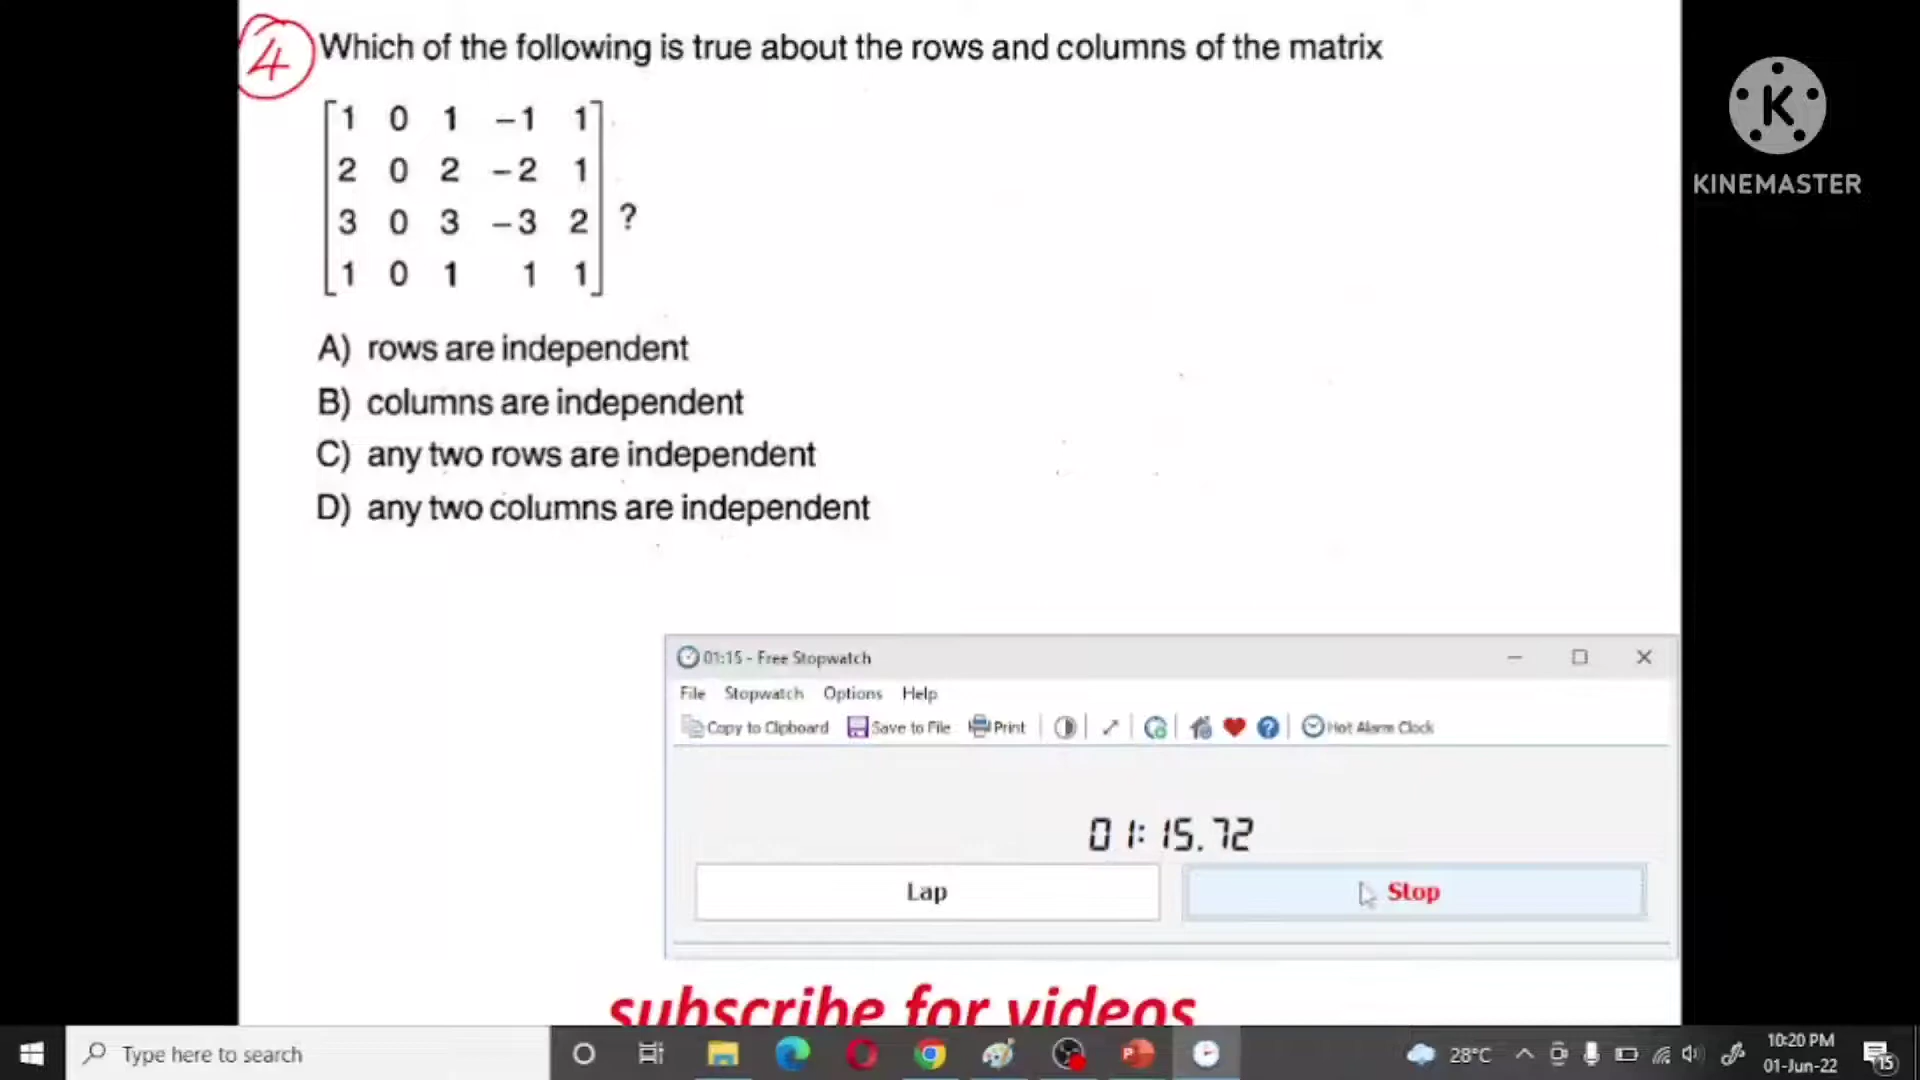 4 Which of the following is true about the rows and columns of the matrix
1 0 1 −1 1
2 0 2 −2 1
3 0 3 −3 2 ?
1 0 1 1 1
A) rows are independent
B) columns are independent
C) any two rows are independent
D) any two columns are independent
KINEMASTER
01:15 - Free Stopwatch
File Stopwatch Options Help
Copy to Clipboard Save to File Print Hot Alarm Clock
01:15.72
Lap Stop
subscribe for videos
Type here to search
28°C
10:20 PM
01-Jun-22
15